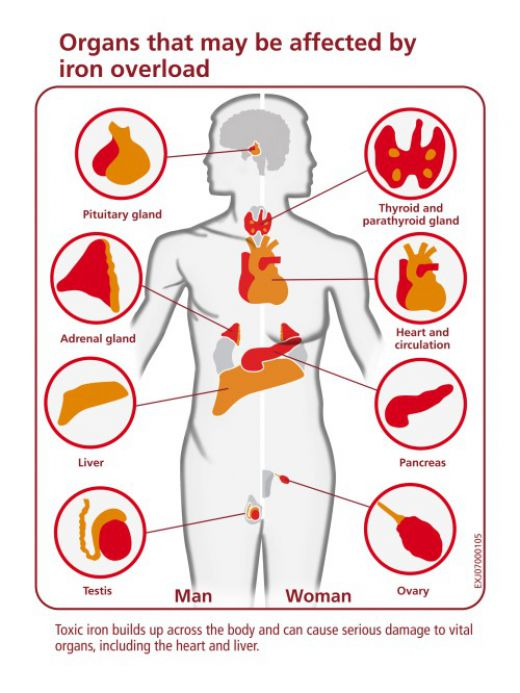 Organs that may be affected by
iron overload
Pituitary gland
Thyroid and
parathyroid gland
Adrenal gland
Heart and
circulation
Liver
Pancreas
Testis
Man
Woman
Ovary
EXJ07000105
Toxic iron builds up across the body and can cause serious damage to vital
organs, including the heart and liver.